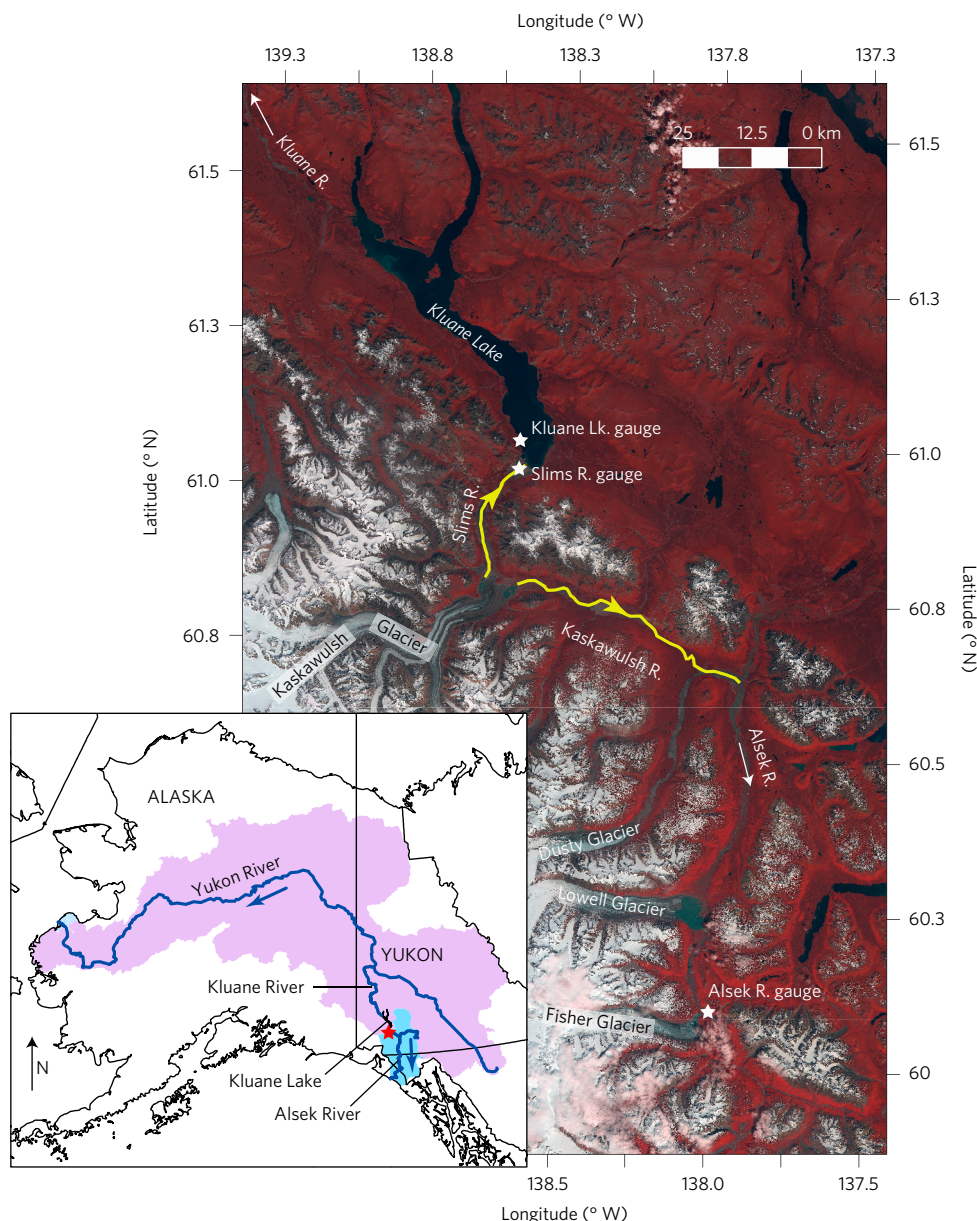 Longitude (° W)
139.3 138.8 138.3 137.8 137.3
25 12.5 0 km
Kluane R.
61.5
61.5
61.3
61.3
Kluane Lake
Kluane Lk. gauge
61.0
Slims R. gauge
61.0
Latitude (° N)
Slims R.
60.8
60.8
Kaskawulsh
Glacier
Kaskawulsh R.
Latitude (° N)
Alsek R.
60.5
Dusty Glacier
Lowell Glacier
60.3
Alsek R. gauge
Fisher Glacier
60
138.5 138.0 137.5
Longitude (° W)
ALASKA
Yukon River
YUKON
Kluane River
N
Kluane Lake
Alsek River